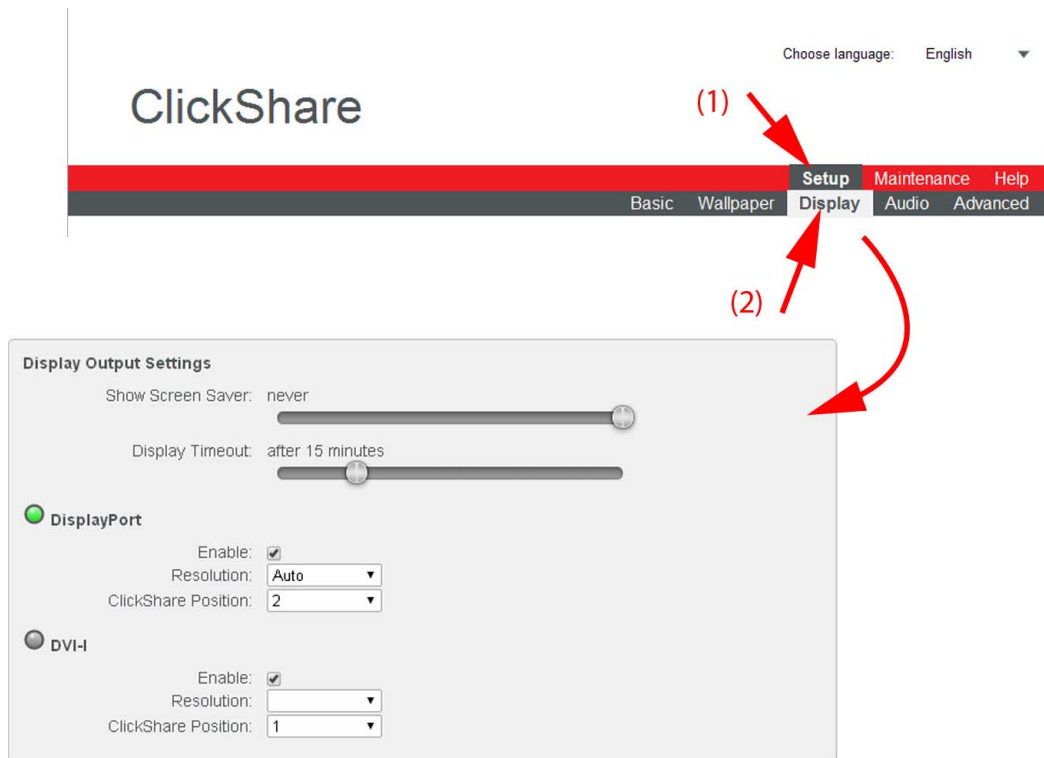 Choose language: English
ClickShare
(1)
Setup Maintenance Help
Basic Wallpaper Display Audio Advanced
(2)
Display Output Settings
Show Screen Saver: never
Display Timeout: after 15 minutes
DisplayPort
Enable:
Resolution: Auto
ClickShare Position: 2
DVI-I
Enable:
Resolution:
ClickShare Position: 1